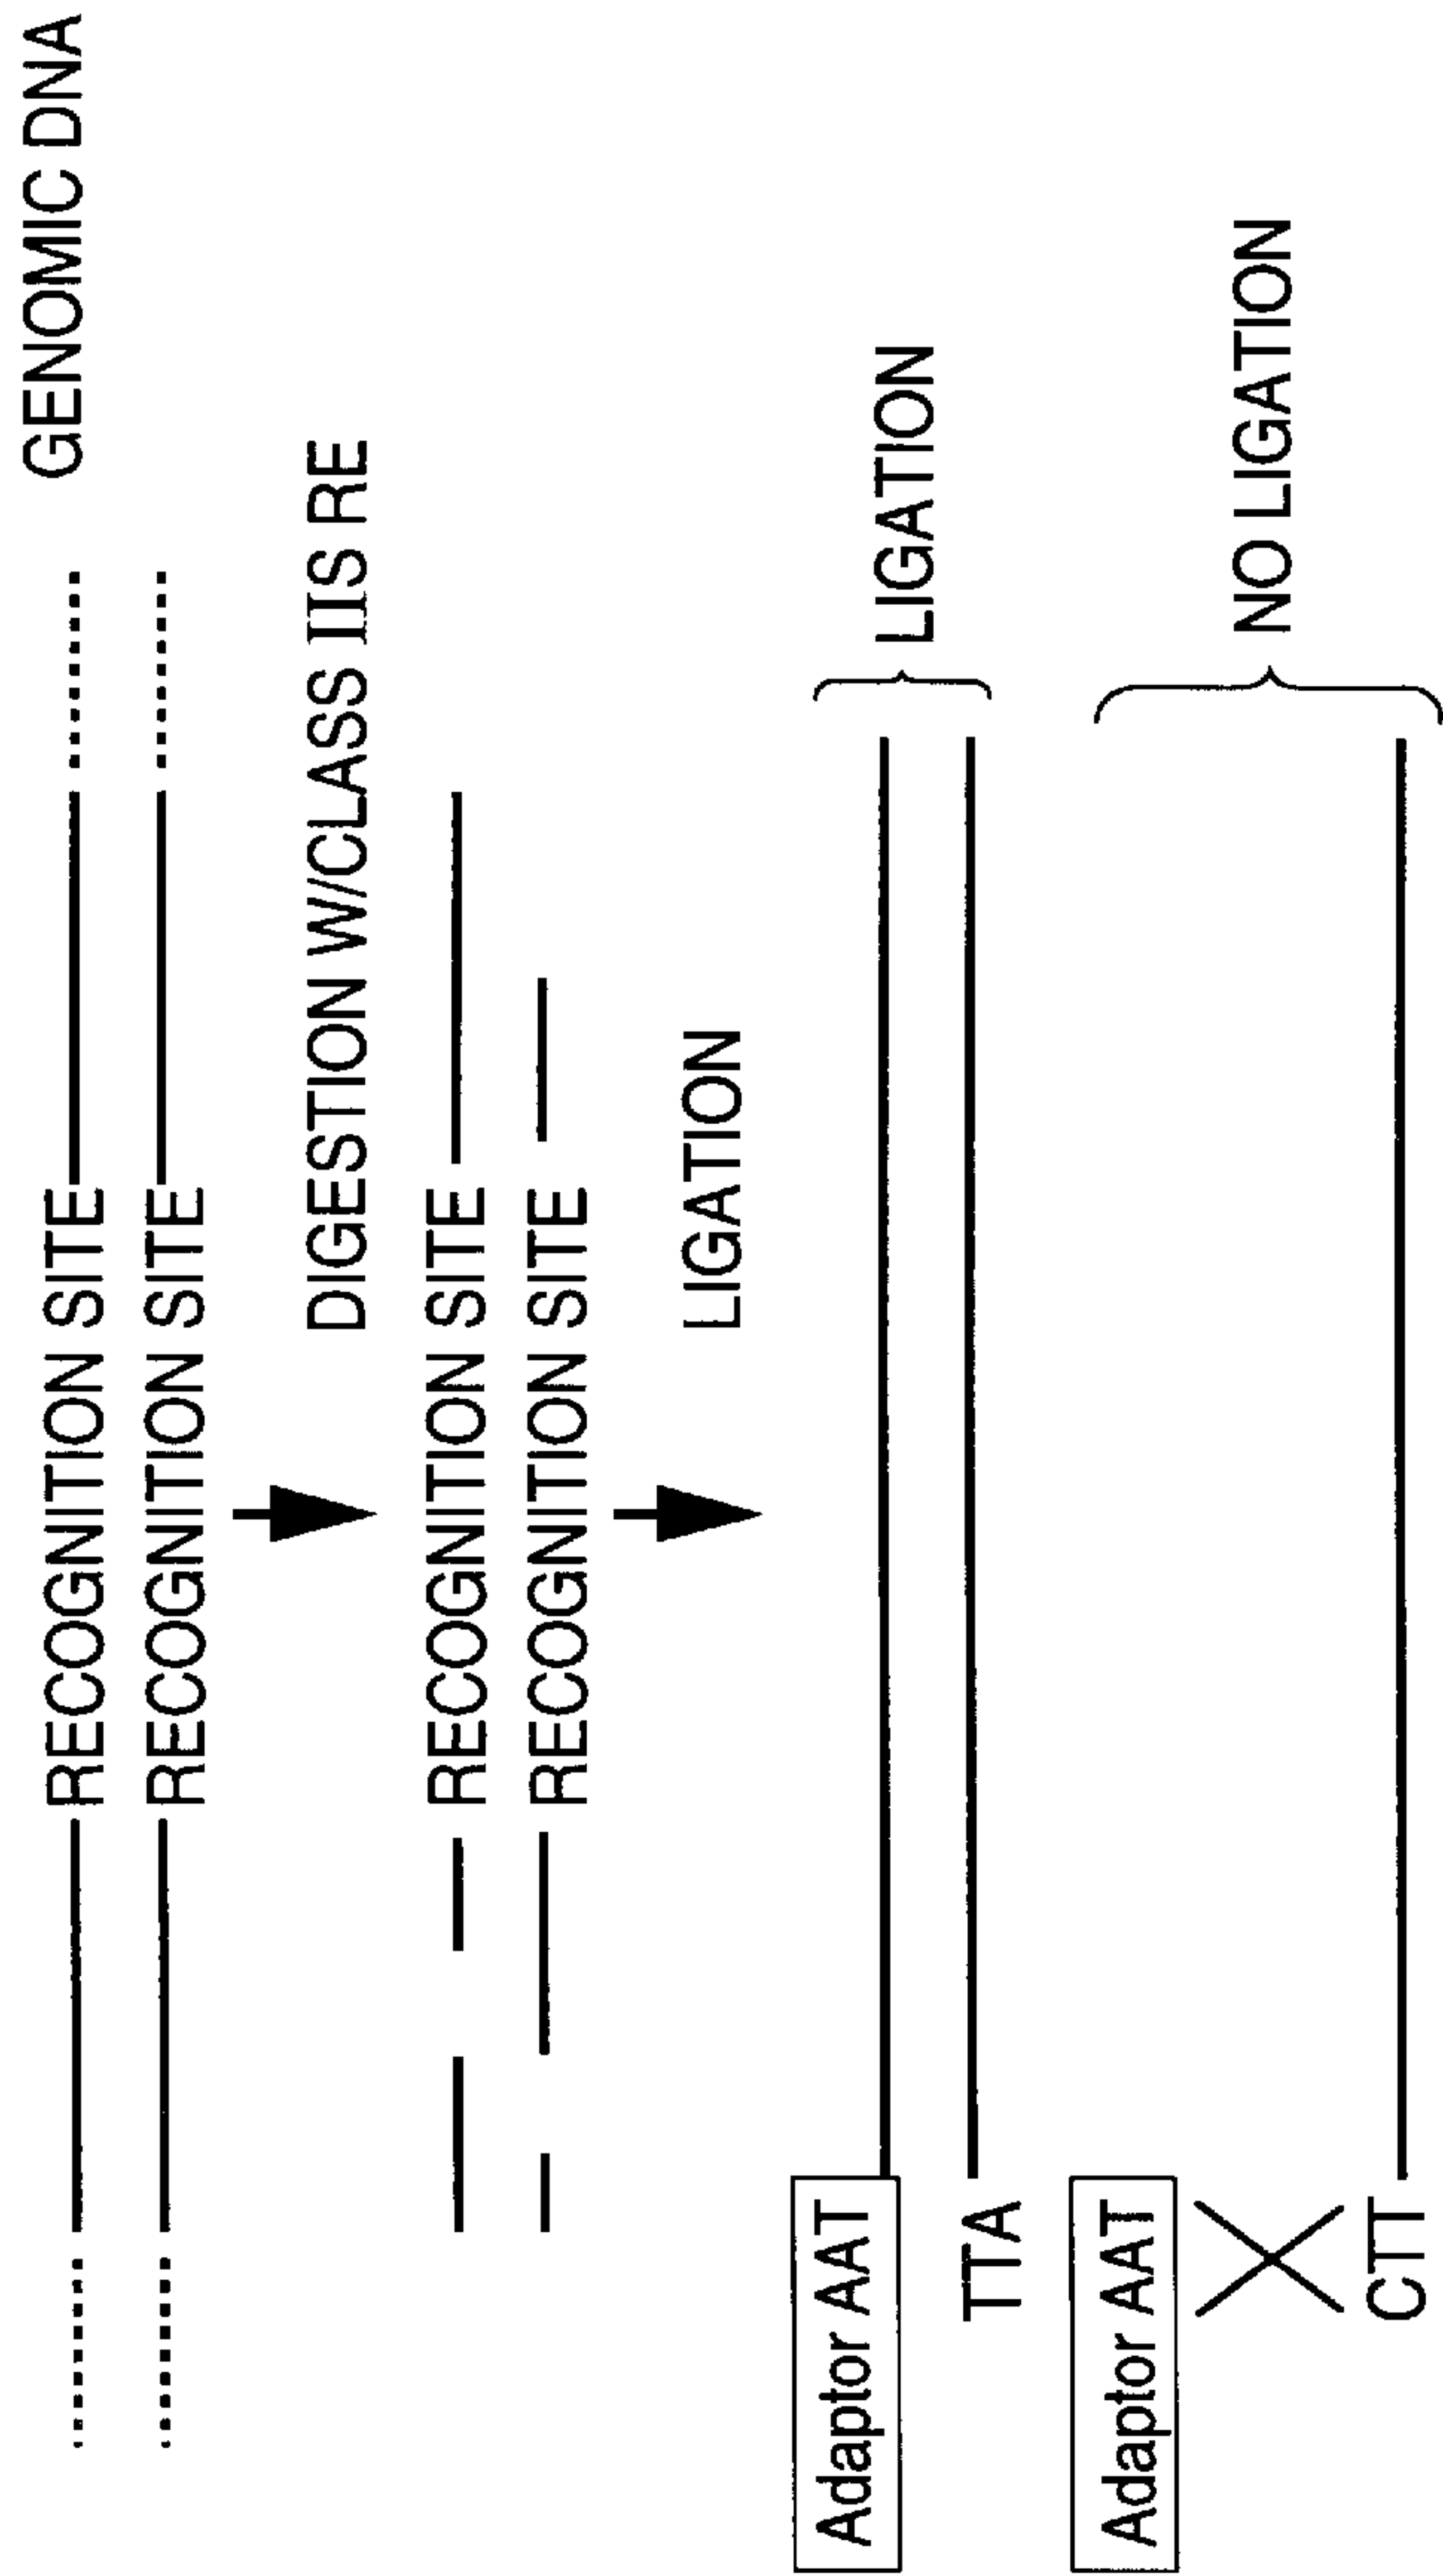 GENOMIC DNA
RECOGNITION SITE
RECOGNITION SITE
DIGESTION W/CLASS IIS RE
RECOGNITION SITE
RECOGNITION SITE
LIGATION
Adaptor AAT
TTA
LIGATION
Adaptor AAT
CTT
NO LIGATION